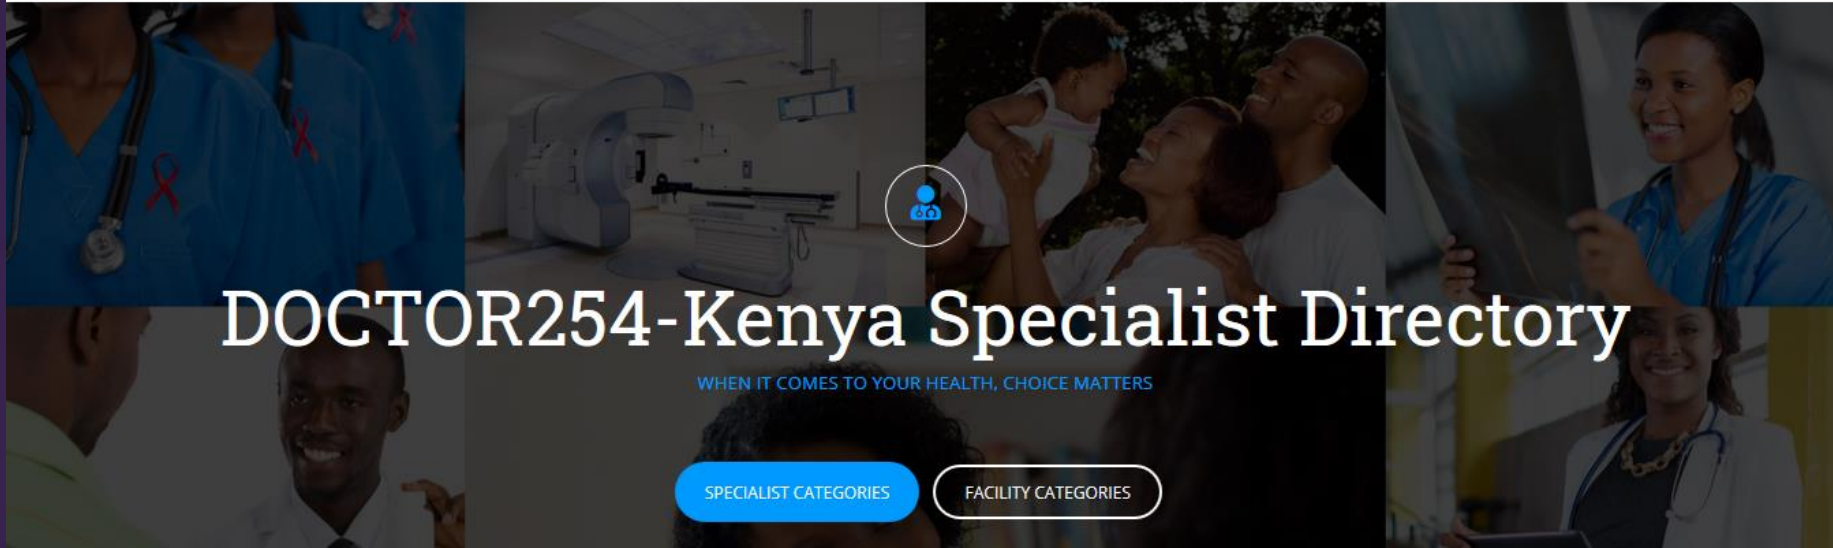 DOCTOR254-Kenya Specialist Directory
WHEN IT COMES TO YOUR HEALTH, CHOICE MATTERS
SPECIALIST CATEGORIES
FACILITY CATEGORIES